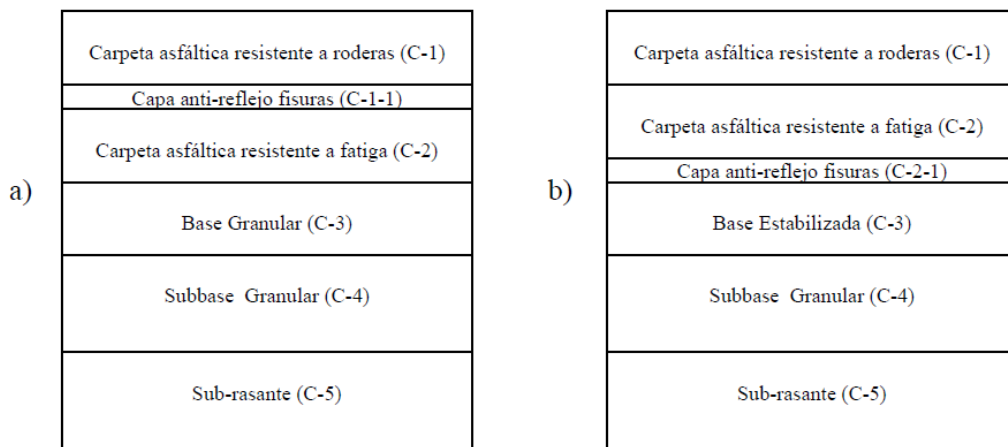 a)
Carpeta asfáltica resistente a roderas (C-1)
Capa anti-reflejo fisuras (C-1-1)
Carpeta asfáltica resistente a fatiga (C-2)
Base Granular (C-3)
Subbase Granular (C-4)
Sub-rasante (C-5)
b)
Carpeta asfáltica resistente a roderas (C-1)
Carpeta asfáltica resistente a fatiga (C-2)
Capa anti-reflejo fisuras (C-2-1)
Base Estabilizada (C-3)
Subbase Granular (C-4)
Sub-rasante (C-5)